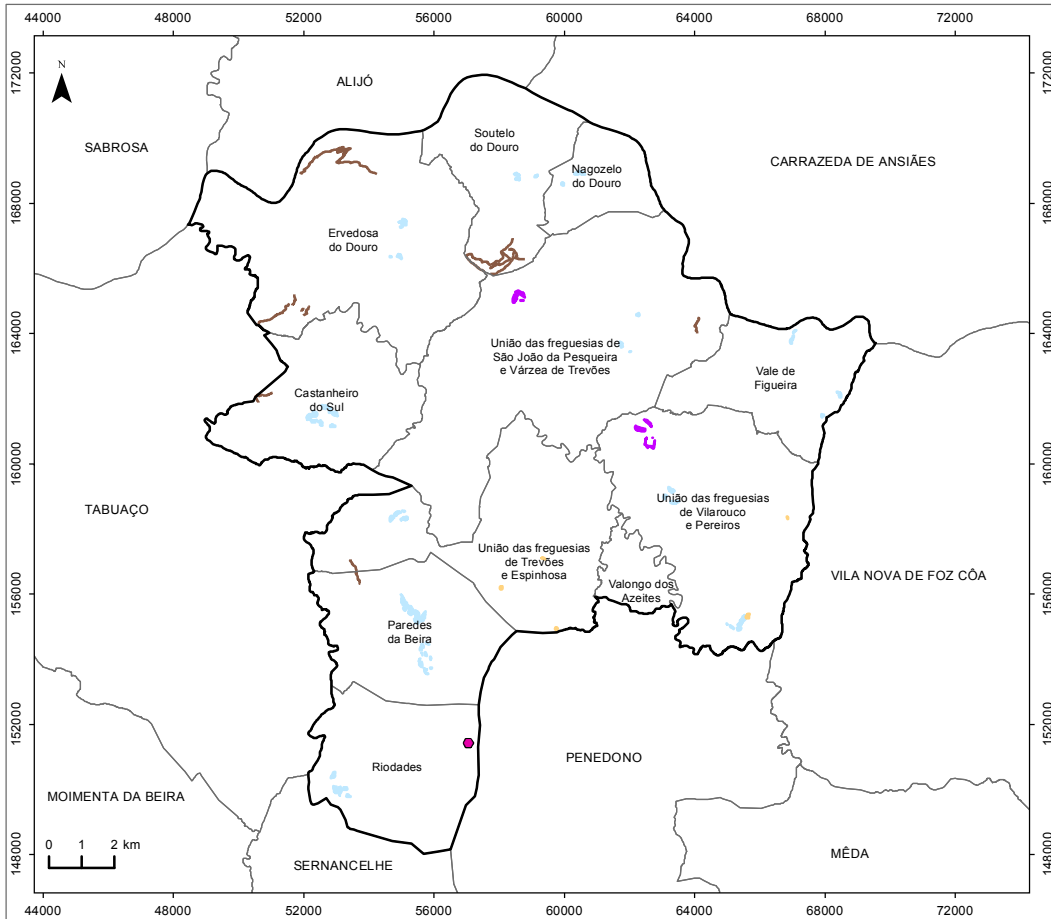 44000 48000 52000 56000 60000 64000 68000 72000
172000
172000
N
ALIJÓ
SABROSA
Soutelo
do Douro
CARRAZEDA DE ANSIÃES
Nagozelo
do Douro
168000
168000
Ervedosa
do Douro
164000
164000
União das freguesias de
São João da Pesqueira
e Várzea de Trevões
Vale de
Figueira
Castanheiro
do Sul
160000
160000
TABUAÇO
União das freguesias
de Vilarouco
e Pereiros
União das freguesias
de Trevões
e Espinhosa
VILA NOVA DE FOZ CÔA
Valongo dos
Azeites
156000
156000
Paredes
da Beira
152000
152000
PENEDONO
Riodades
MOIMENTA DA BEIRA
0 1 2 km
148000
148000
MÊDA
SERNANCELHE
44000 48000 52000 56000 60000 64000 68000 72000